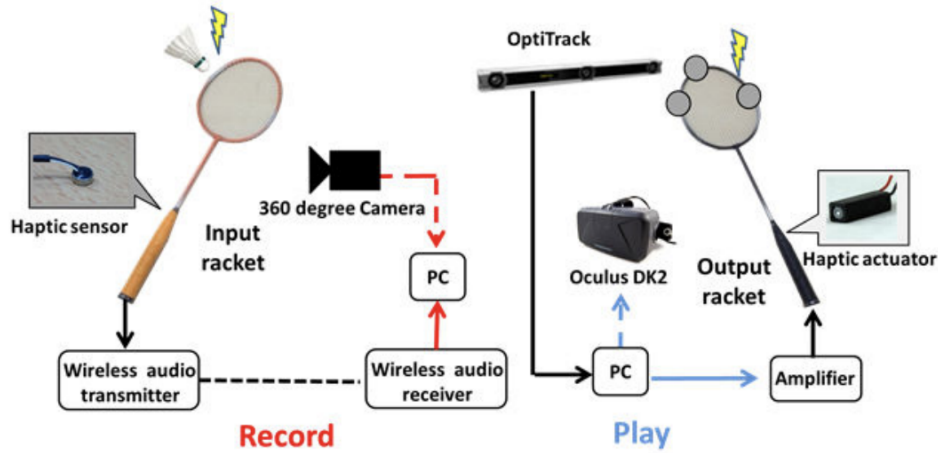 OptiTrack
Haptic sensor
Input
racket
360 degree Camera
PC
Wireless audio
transmitter
Wireless audio
receiver
Record
Oculus DK2
Output
racket
Haptic actuator
PC
Amplifier
Play